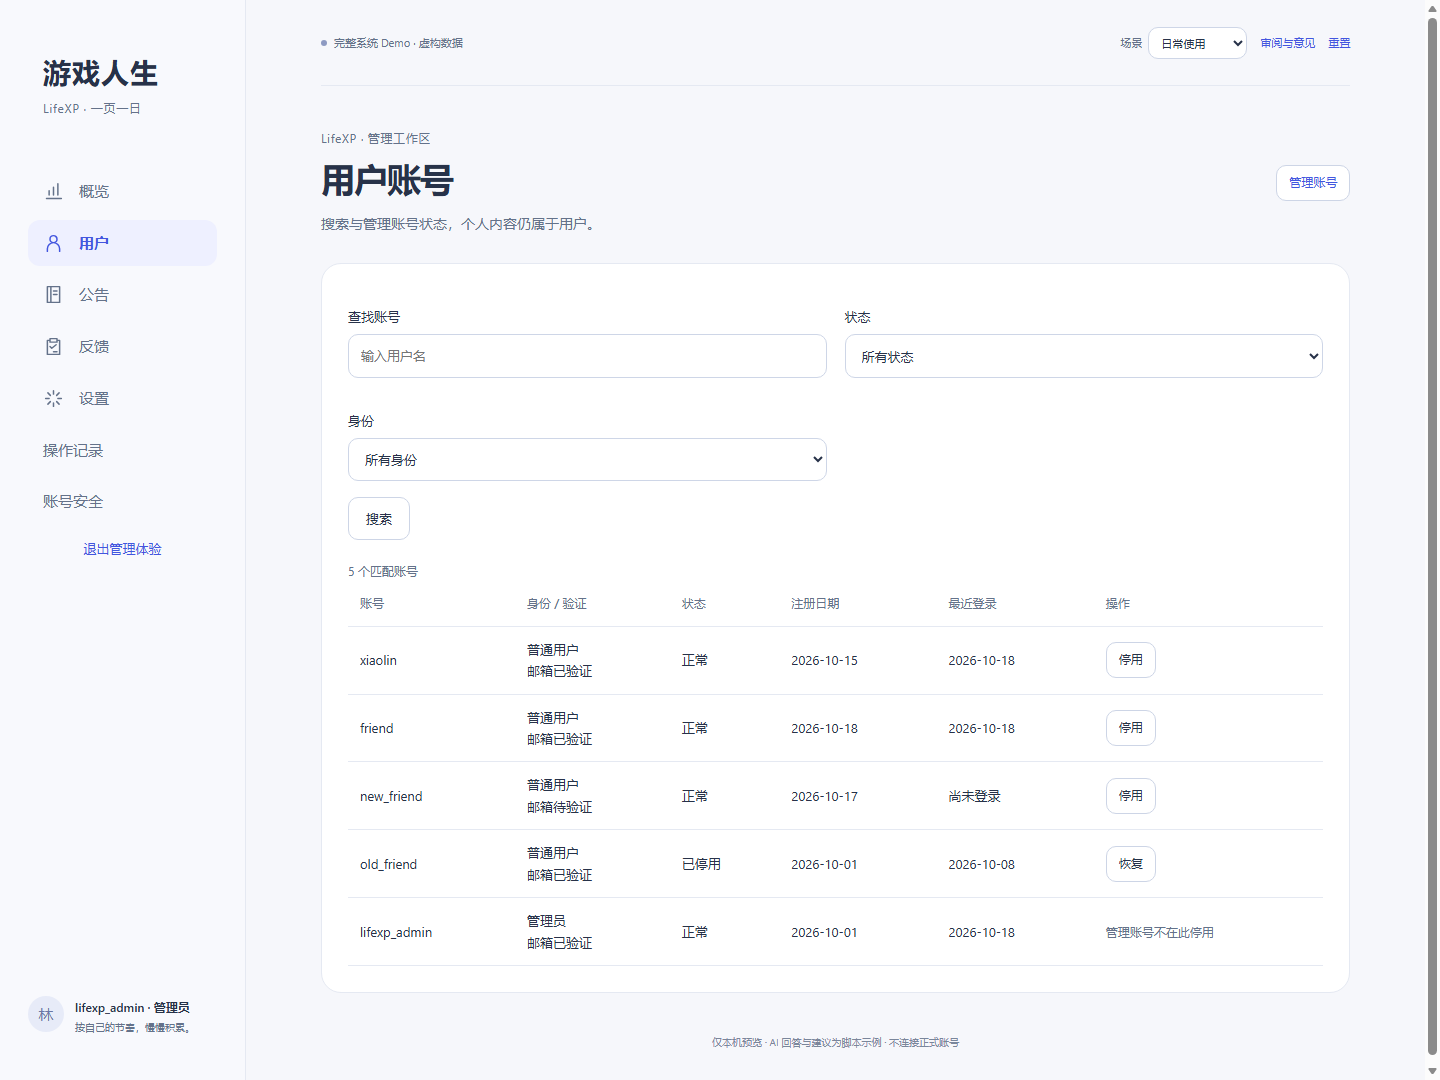 游戏人生
LifeXP · 一页一日
概览
用户
公告
反馈
设置
操作记录
账号安全
退出管理体验
lifexp_admin · 管理员
按自己的节奏，慢慢积累。
完整系统 Demo · 虚构数据
场景 日常使用 审阅与意见 重置
LifeXP · 管理工作区
用户账号
管理账号
搜索与管理账号状态，个人内容仍属于用户。
查找账号 状态
输入用户名 所有状态
身份
所有身份
搜索
5 个匹配账号
账号 身份 / 验证 状态 注册日期 最近登录 操作
xiaolin 普通用户 邮箱已验证 正常 2026-10-15 2026-10-18 停用
friend 普通用户 邮箱已验证 正常 2026-10-18 2026-10-18 停用
new_friend 普通用户 邮箱待验证 正常 2026-10-17 尚未登录 停用
old_friend 普通用户 邮箱已验证 已停用 2026-10-01 2026-10-08 恢复
lifexp_admin 管理员 邮箱已验证 正常 2026-10-01 2026-10-18 管理账号不在此停用
仅本机预览 · AI 回答与建议为脚本示例 · 不连接正式账号
林